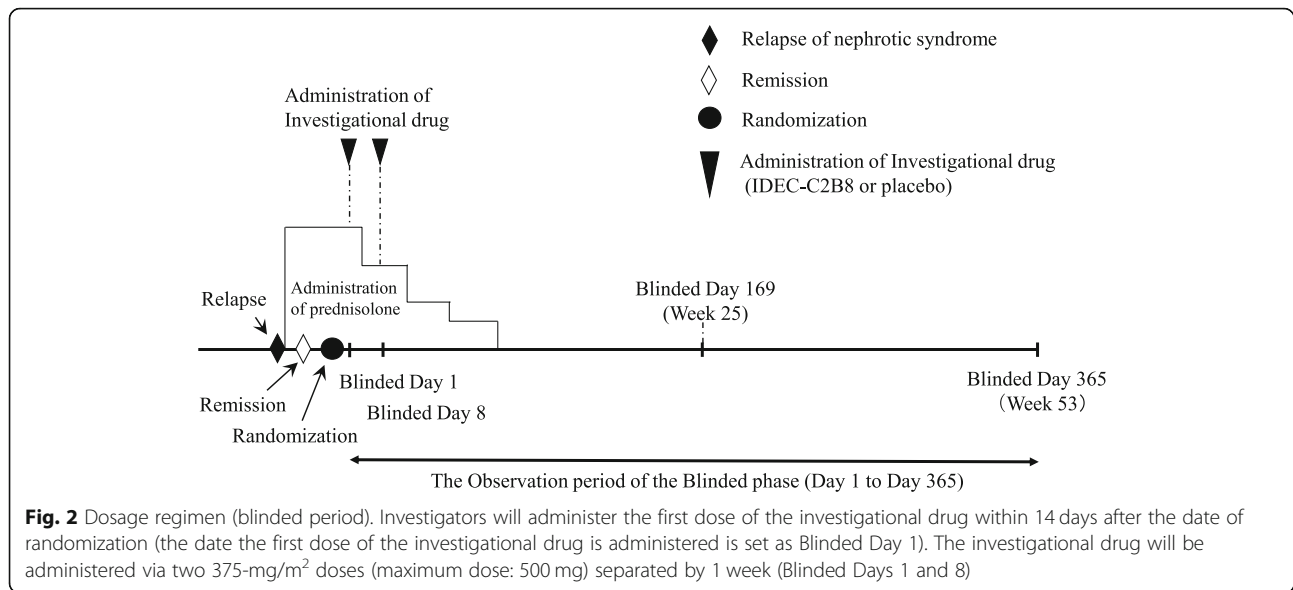 Relapse of nephrotic syndrome
Remission
Randomization
Administration of Investigational drug
(IDEC-C2B8 or placebo)
Administration of
Investigational drug
Administration
of prednisolone
Relapse
Remission
Randomization
Blinded Day 1
Blinded Day 8
Blinded Day 169
(Week 25)
Blinded Day 365
(Week 53)
The Observation period of the Blinded phase (Day 1 to Day 365)
Fig. 2 Dosage regimen (blinded period). Investigators will administer the first dose of the investigational drug within 14 days after the date of
randomization (the date the first dose of the investigational drug is administered is set as Blinded Day 1). The investigational drug will be
administered via two 375-mg/m² doses (maximum dose: 500 mg) separated by 1 week (Blinded Days 1 and 8)